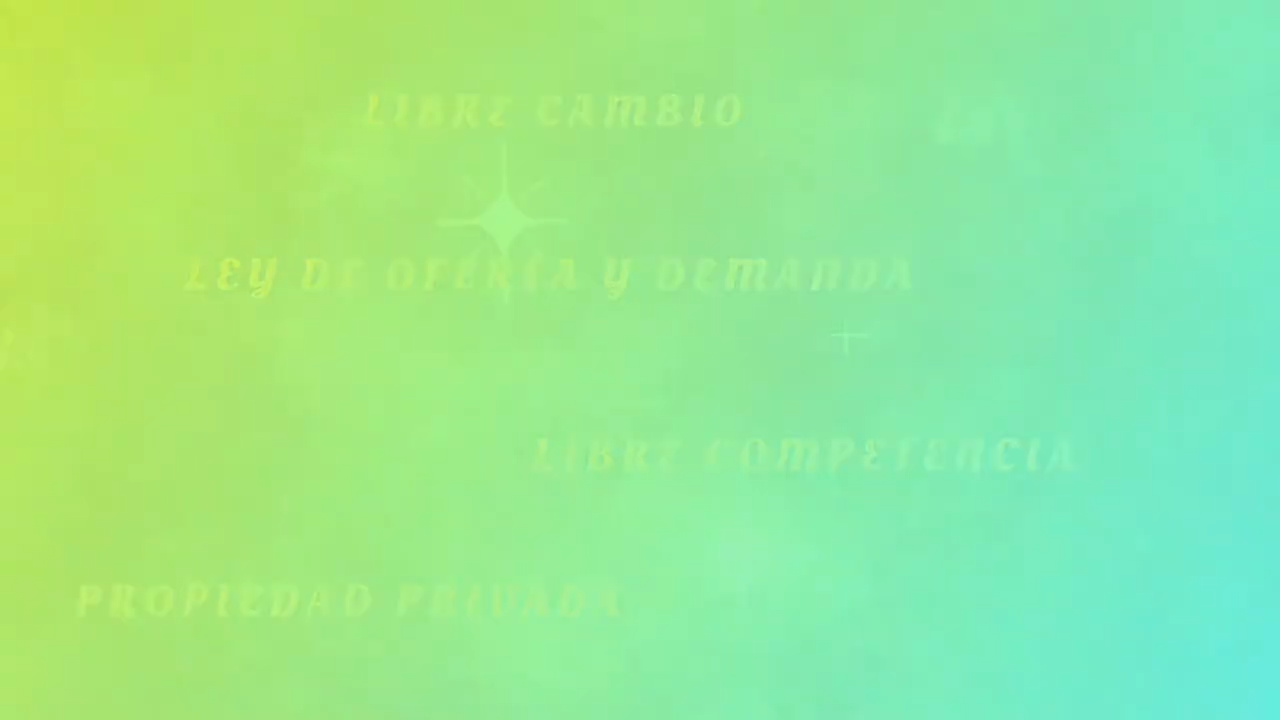 LIBRE CAMBIO
LEY DE OFERTA Y DEMANDA
LIBRE COMPETENCIA
PROPIEDAD PRIVADA